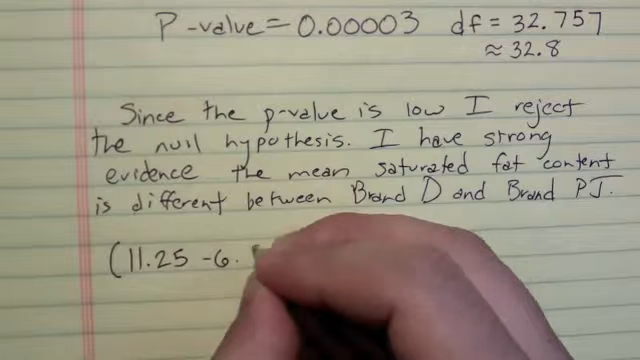 P-value = 0.00003 df = 32.757
≈ 32.8
Since the p-value is low I reject
the null hypothesis. I have strong
evidence the mean saturated fat content
is different between Brand D and Brand PJ.
(11.25 - 6.